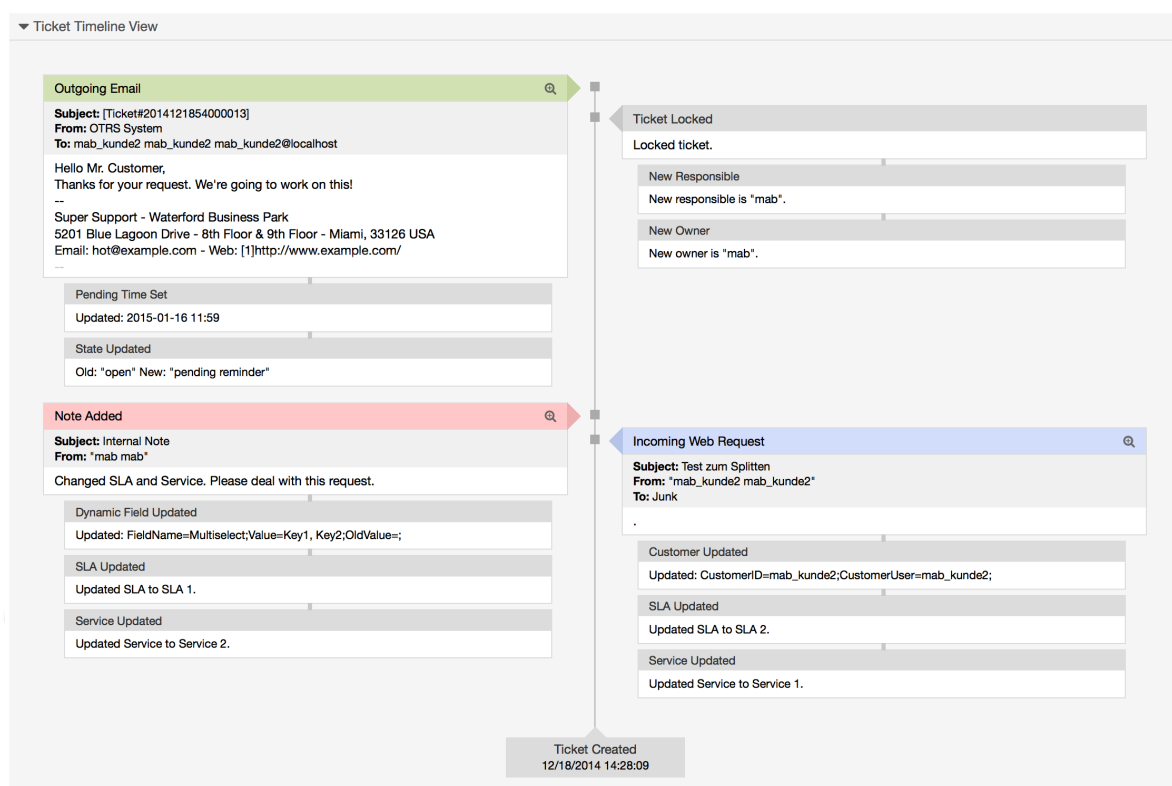 Ticket Timeline View
Outgoing Email
Subject: [Ticket#2014121854000013]
From: OTRS System
To: mab_kunde2 mab_kunde2 mab_kunde2@localhost
Hello Mr. Customer,
Thanks for your request. We're going to work on this!
--
Super Support - Waterford Business Park
5201 Blue Lagoon Drive - 8th Floor & 9th Floor - Miami, 33126 USA
Email: hot@example.com - Web: [1]http://www.example.com/
--
Pending Time Set
Updated: 2015-01-16 11:59
State Updated
Old: "open" New: "pending reminder"
Ticket Locked
Locked ticket.
New Responsible
New responsible is "mab".
New Owner
New owner is "mab".
Note Added
Subject: Internal Note
From: "mab mab"
Changed SLA and Service. Please deal with this request.
Dynamic Field Updated
Updated: FieldName=Multiselect;Value=Key1, Key2;OldValue=;
SLA Updated
Updated SLA to SLA 1.
Service Updated
Updated Service to Service 2.
Incoming Web Request
Subject: Test zum Splitten
From: "mab_kunde2 mab_kunde2"
To: Junk
.
Customer Updated
Updated: CustomerID=mab_kunde2;CustomerUser=mab_kunde2;
SLA Updated
Updated SLA to SLA 2.
Service Updated
Updated Service to Service 1.
Ticket Created
12/18/2014 14:28:09